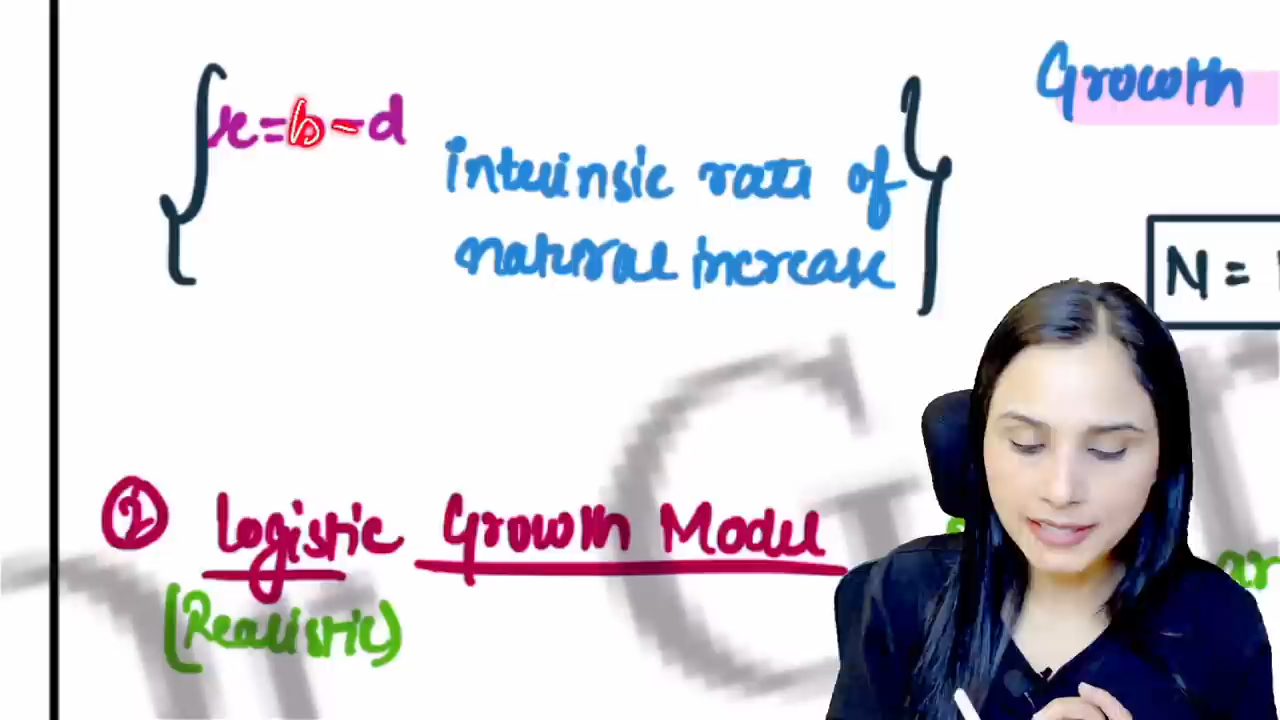 r=b-d
intrinsic rate of
natural increase
Growth
N =
② Logistic Growth Model
(Realistic)